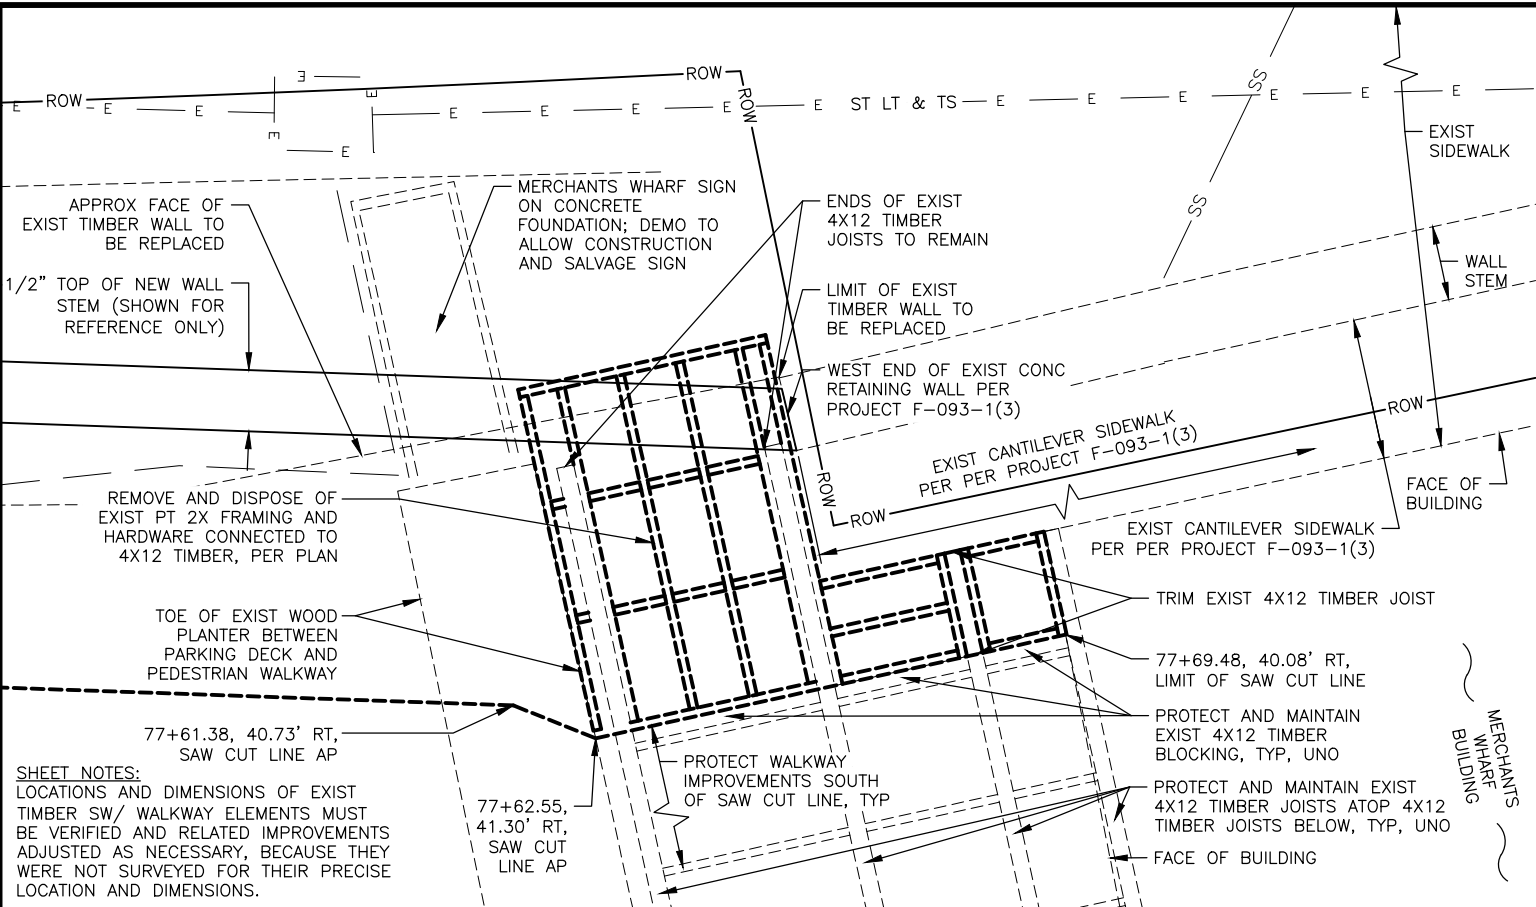 ROW
ROW
ROW
E
E
E
E
E
E
E
E
E
E
E
E
E ST LT & TS E
E
E
E
E
E
SS
SS
EXIST
SIDEWALK
APPROX FACE OF
EXIST TIMBER WALL TO
BE REPLACED
MERCHANTS WHARF SIGN
ON CONCRETE
FOUNDATION; DEMO TO
ALLOW CONSTRUCTION
AND SALVAGE SIGN
ENDS OF EXIST
4X12 TIMBER
JOISTS TO REMAIN
WALL
STEM
1/2" TOP OF NEW WALL
STEM (SHOWN FOR
REFERENCE ONLY)
LIMIT OF EXIST
TIMBER WALL TO
BE REPLACED
WEST END OF EXIST CONC
RETAINING WALL PER
PROJECT F-093-1(3)
ROW
EXIST CANTILEVER SIDEWALK
PER PER PROJECT F-093-1(3)
ROW
ROW
FACE OF
BUILDING
REMOVE AND DISPOSE OF
EXIST PT 2X FRAMING AND
HARDWARE CONNECTED TO
4X12 TIMBER, PER PLAN
EXIST CANTILEVER SIDEWALK
PER PER PROJECT F-093-1(3)
TOE OF EXIST WOOD
PLANTER BETWEEN
PARKING DECK AND
PEDESTRIAN WALKWAY
TRIM EXIST 4X12 TIMBER JOIST
77+69.48, 40.08' RT,
LIMIT OF SAW CUT LINE
77+61.38, 40.73' RT,
SAW CUT LINE AP
PROTECT AND MAINTAIN
EXIST 4X12 TIMBER
BLOCKING, TYP, UNO
MERCHANTS
WHARF
BUILDING
SHEET NOTES:
LOCATIONS AND DIMENSIONS OF EXIST
TIMBER SW/ WALKWAY ELEMENTS MUST
BE VERIFIED AND RELATED IMPROVEMENTS
ADJUSTED AS NECESSARY, BECAUSE THEY
WERE NOT SURVEYED FOR THEIR PRECISE
LOCATION AND DIMENSIONS.
77+62.55,
41.30' RT,
SAW CUT
LINE AP
PROTECT WALKWAY
IMPROVEMENTS SOUTH
OF SAW CUT LINE, TYP
PROTECT AND MAINTAIN EXIST
4X12 TIMBER JOISTS ATOP 4X12
TIMBER JOISTS BELOW, TYP, UNO
FACE OF BUILDING